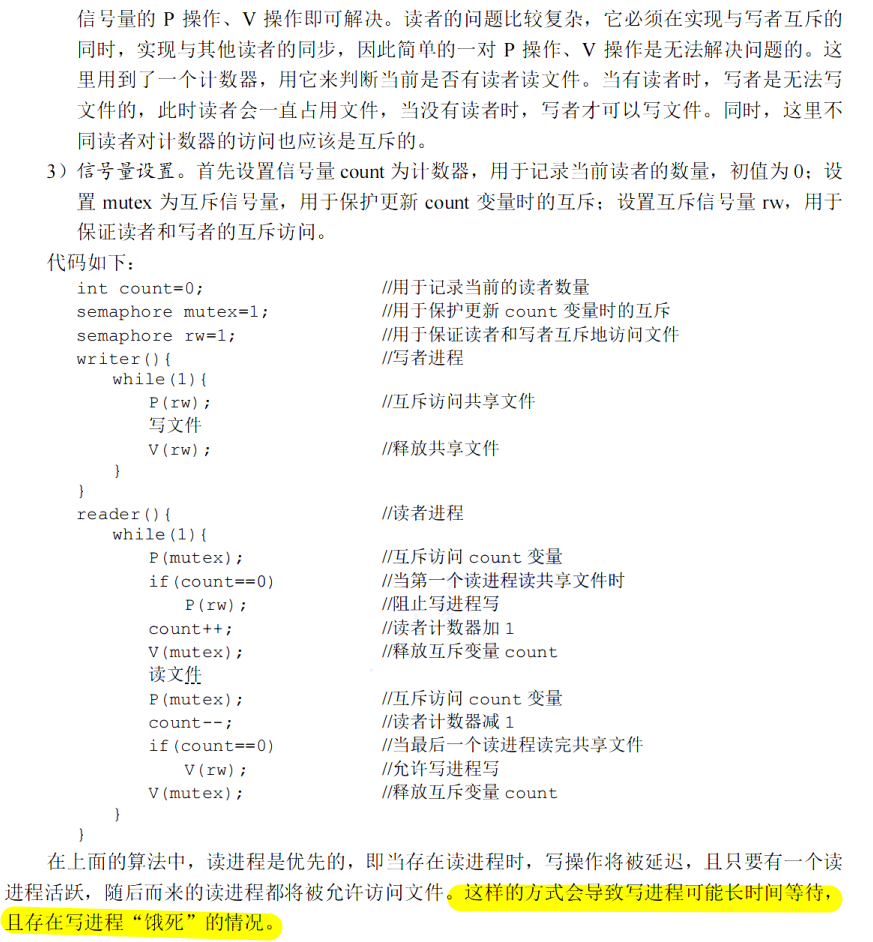 信号量的 P 操作、V 操作即可解决。读者的问题比较复杂，它必须在实现与写者互斥的
同时，实现与其他读者的同步，因此简单的一对 P 操作、V 操作是无法解决问题的。这
里用到了一个计数器，用它来判断当前是否有读者读文件。当有读者时，写者是无法写
文件的，此时读者会一直占用文件，当没有读者时，写者才可以写文件。同时，这里不
同读者对计数器的访问也应该是互斥的。
3）信号量设置。首先设置信号量 count 为计数器，用于记录当前读者的数量，初值为 0；设
置 mutex 为互斥信号量，用于保护更新 count 变量时的互斥；设置互斥信号量 rw，用于
保证读者和写者的互斥访问。
代码如下：
int count=0; //用于记录当前的读者数量
semaphore mutex=1; //用于保护更新 count 变量时的互斥
semaphore rw=1; //用于保证读者和写者互斥地访问文件
writer(){ //写者进程
while(1){
P(rw); //互斥访问共享文件
写文件
V(rw); //释放共享文件
}
}
reader(){ //读者进程
while(1){
P(mutex); //互斥访问 count 变量
if(count==0) //当第一个读进程读共享文件时
P(rw); //阻止写进程写
count++; //读者计数器加 1
V(mutex); //释放互斥变量 count
读文件
P(mutex); //互斥访问 count 变量
count--; //读者计数器减 1
if(count==0) //当最后一个读进程读完共享文件
V(rw); //允许写进程写
V(mutex); //释放互斥变量 count
}
}
在上面的算法中，读进程是优先的，即当存在读进程时，写操作将被延迟，且只要有一个读
进程活跃，随后而来的读进程都将被允许访问文件。这样的方式会导致写进程可能长时间等待，
且存在写进程“饿死”的情况。